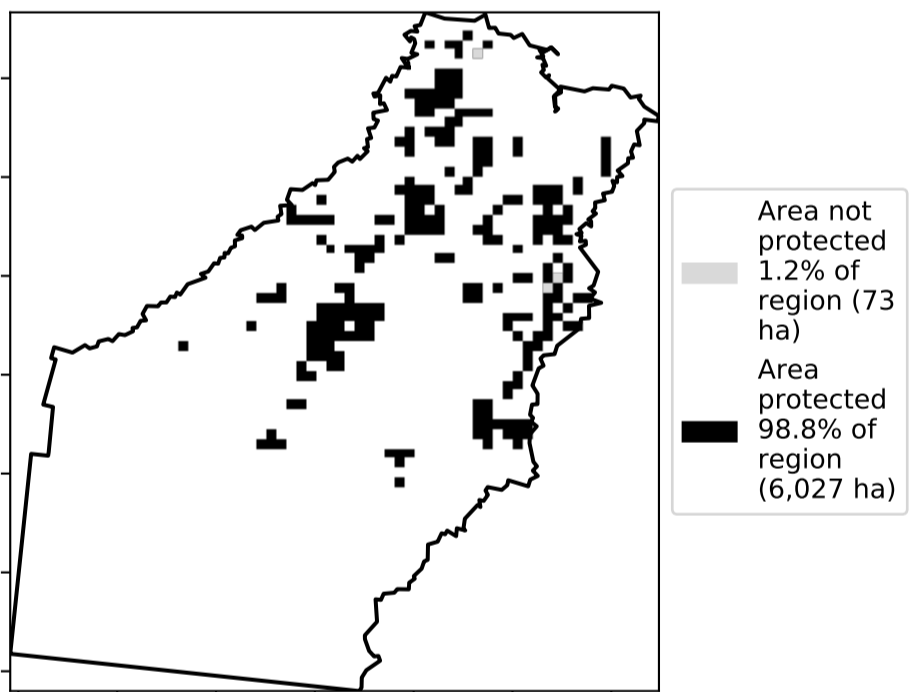 Area not
protected
1.2% of
region (73
ha)
Area
protected
98.8% of
region
(6,027 ha)